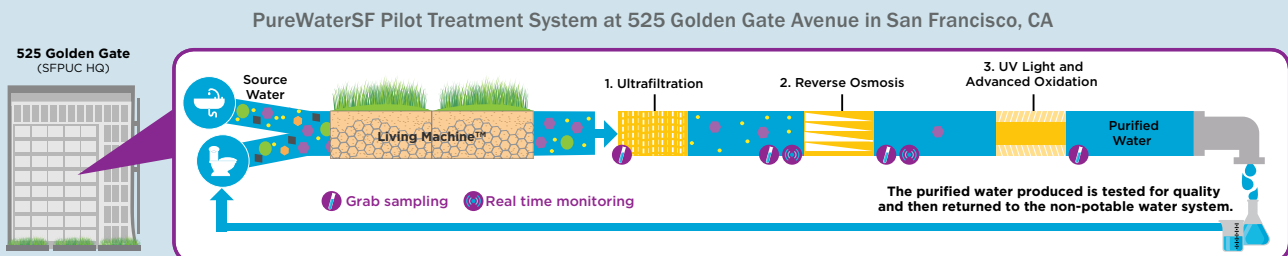 PureWaterSF Pilot Treatment System at 525 Golden Gate Avenue in San Francisco, CA
525 Golden Gate
(SFPUC HQ)
Source
Water
Living Machine™
1. Ultrafiltration
2. Reverse Osmosis
3. UV Light and
Advanced Oxidation
Purified
Water
Grab sampling
Real time monitoring
The purified water produced is tested for quality
and then returned to the non-potable water system.